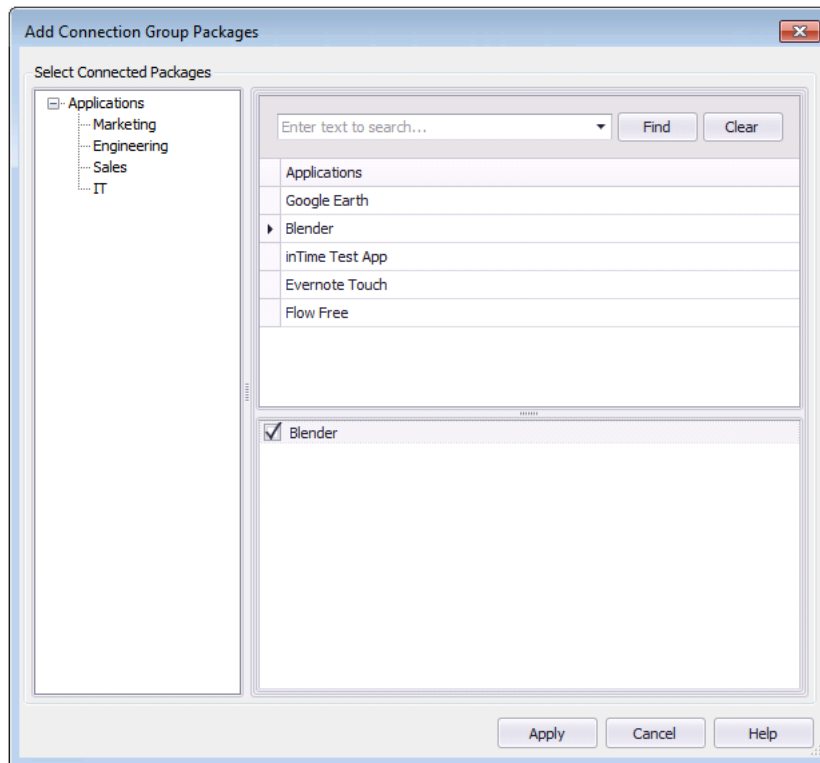 Add Connection Group Packages
Select Connected Packages
Applications
Marketing
Engineering
Sales
IT
Enter text to search...
Find
Clear
Applications
Google Earth
Blender
inTime Test App
Evernote Touch
Flow Free
Blender
Apply
Cancel
Help